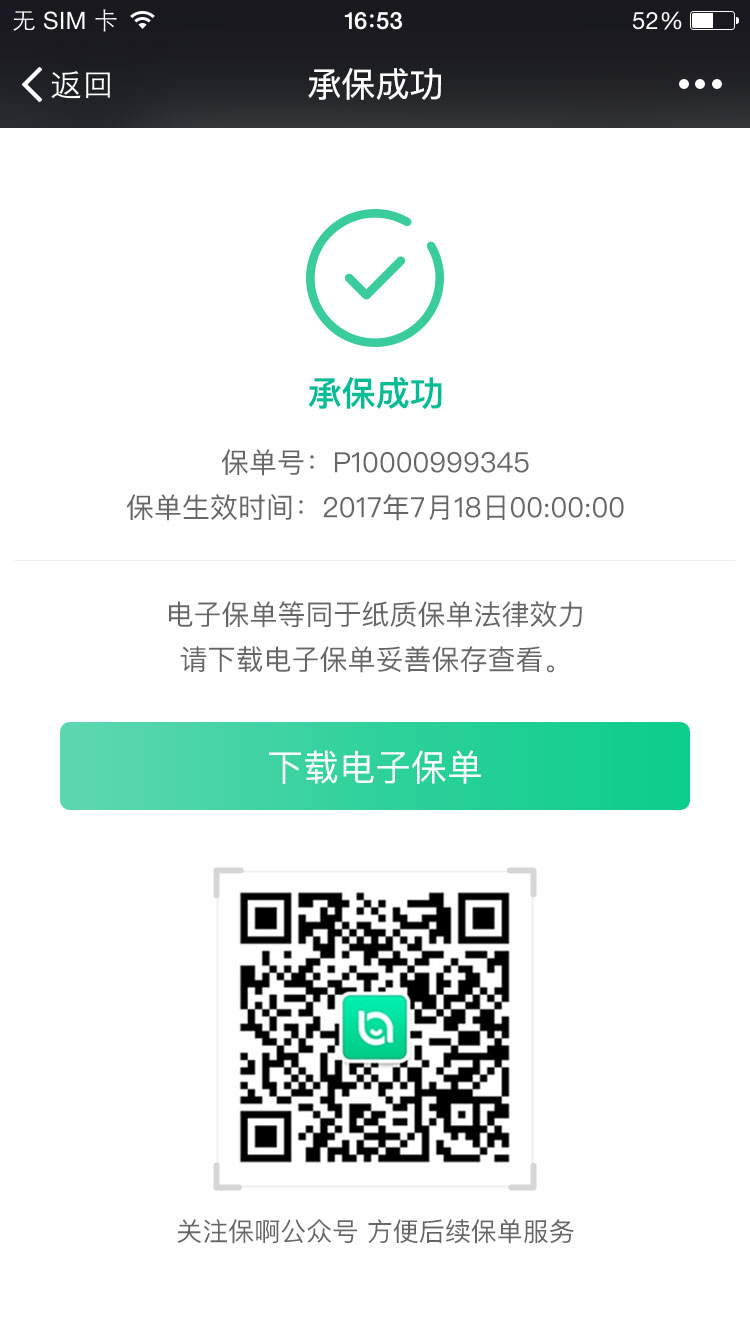 无 SIM 卡
16:53
52%
返回
承保成功
承保成功
保单号：P10000999345
保单生效时间：2017年7月18日00:00:00
电子保单等同于纸质保单法律效力
请下载电子保单妥善保存查看。
下载电子保单
关注保啊公众号 方便后续保单服务